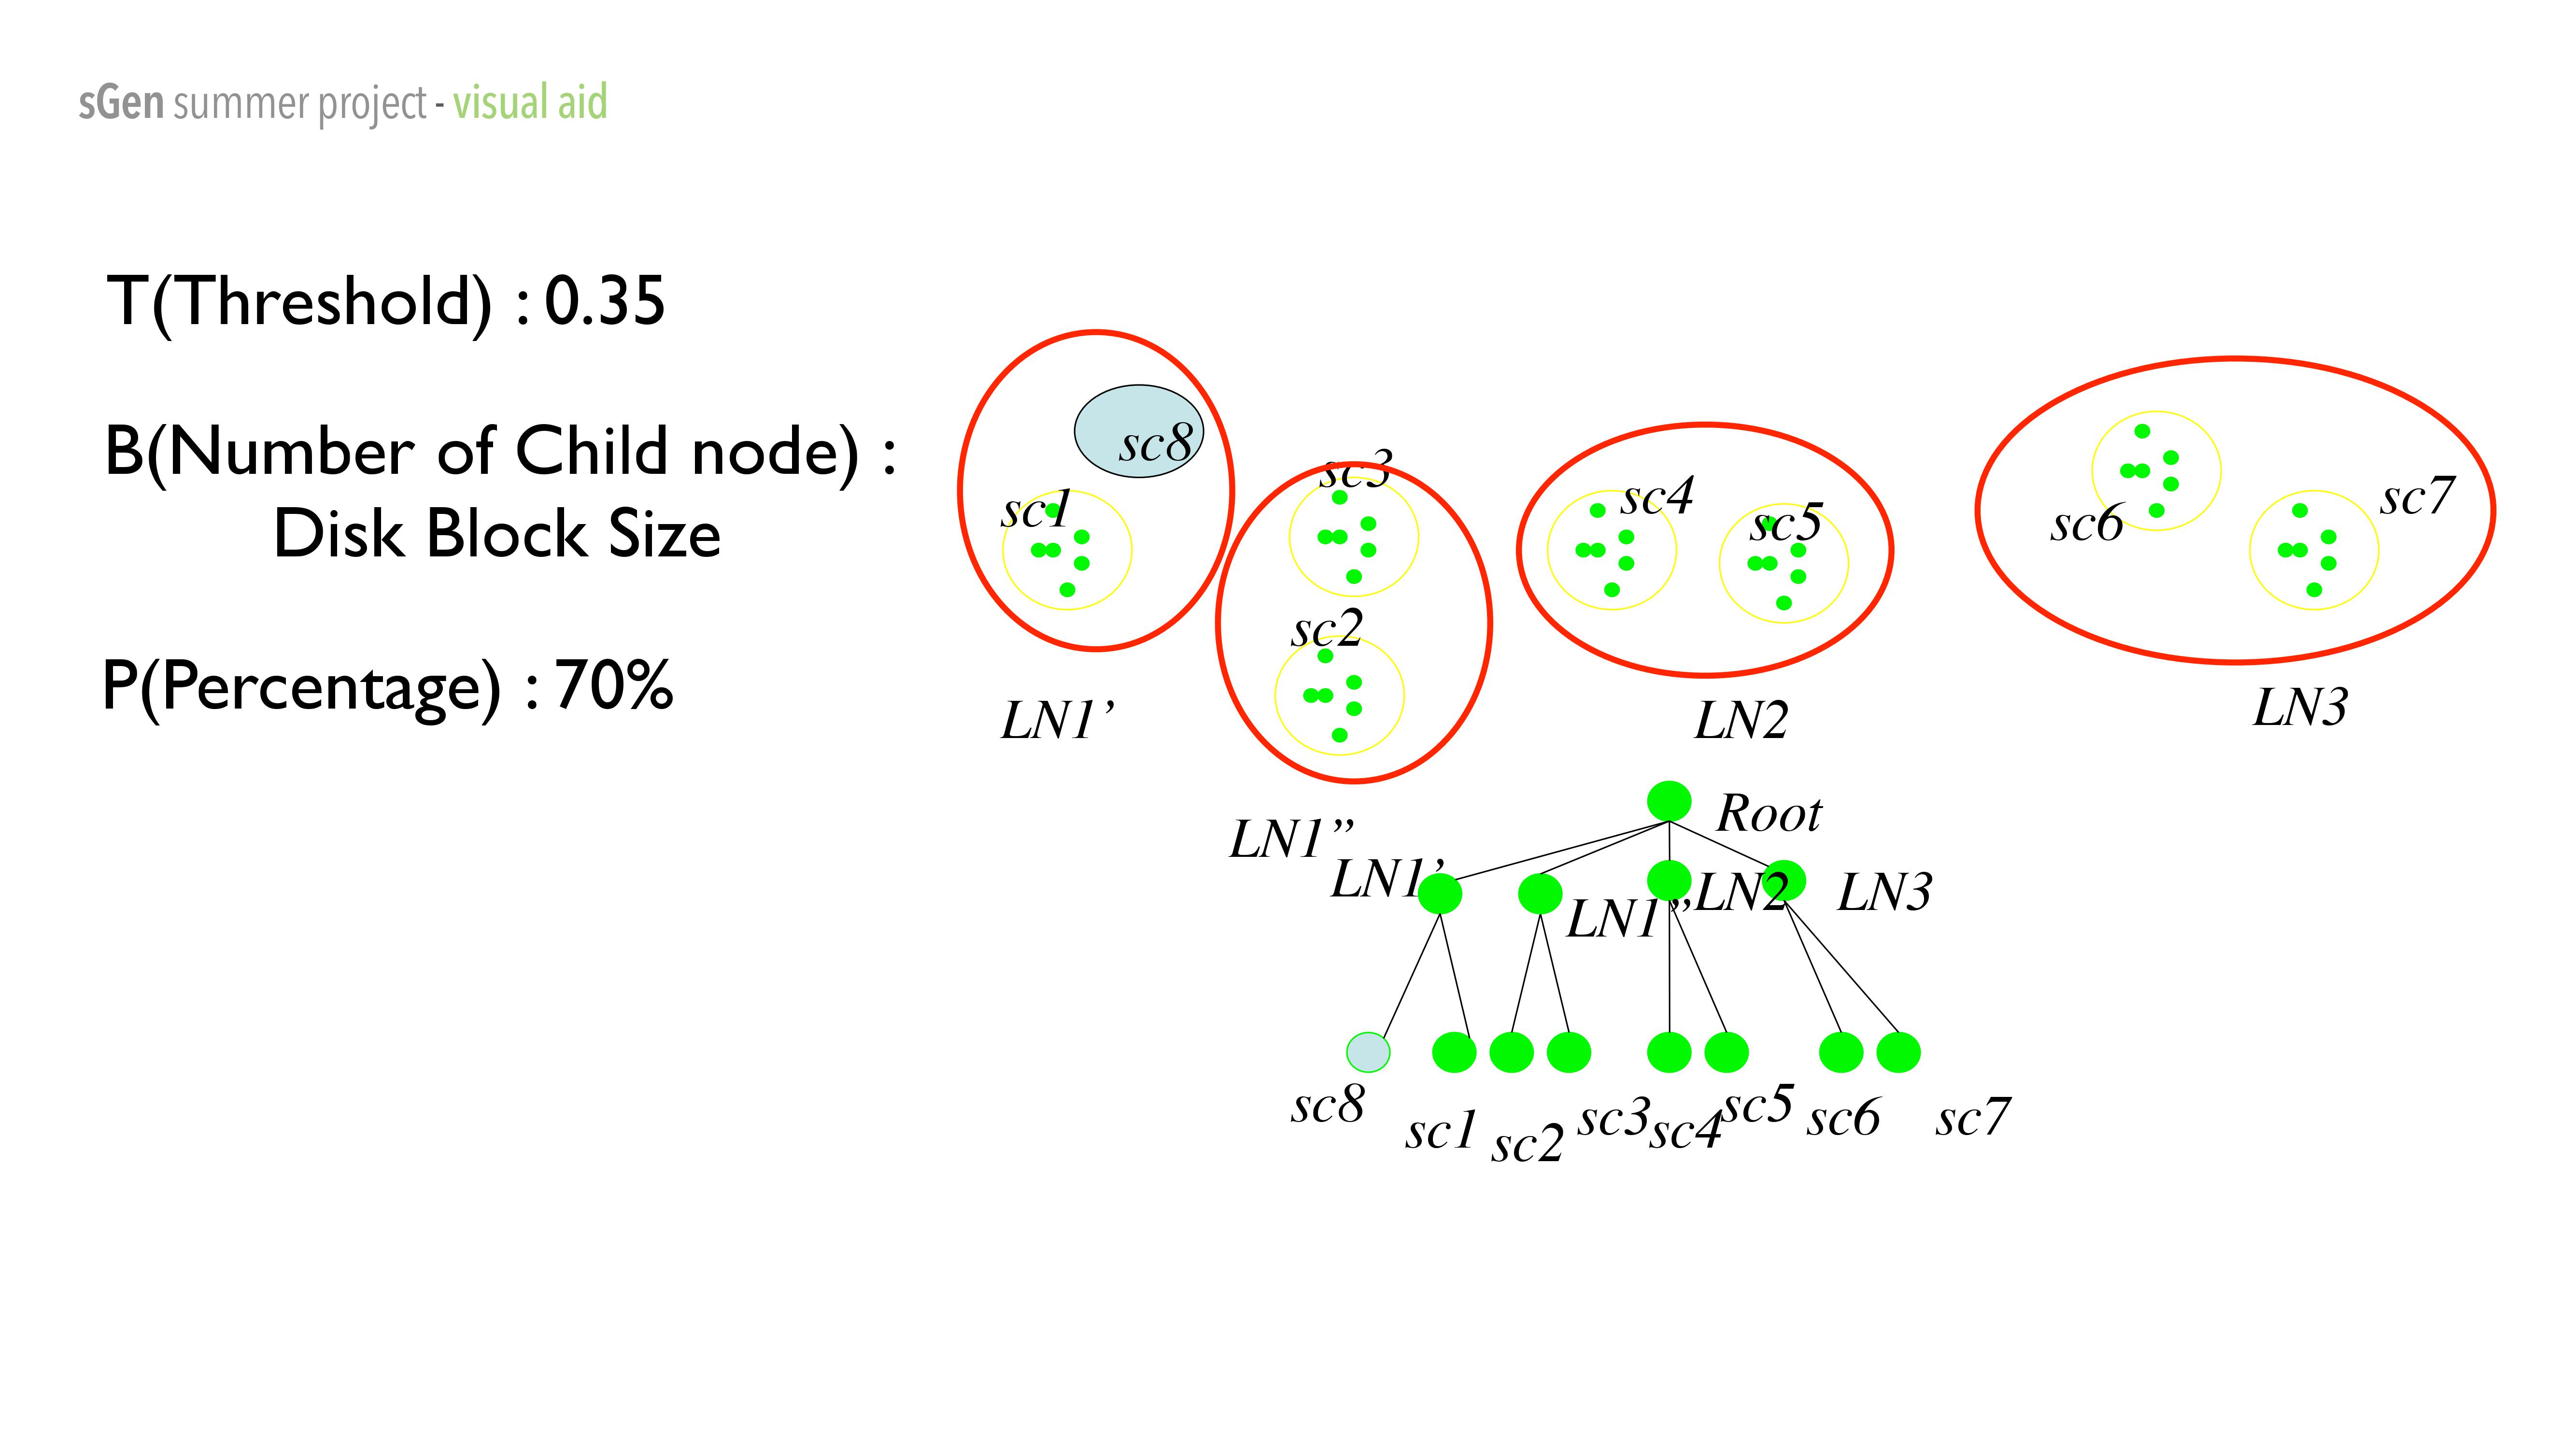 sGen summer project - visual aid
T(Threshold) : 0.35
B(Number of Child node) :
Disk Block Size
P(Percentage) : 70%
sc8
sc1
sc3
sc2
sc4
sc5
sc6
sc7
LN1’
LN1”
LN2
LN3
Root
LN1’
LN1”
LN2
LN3
sc8
sc1
sc2
sc3
sc4
sc5
sc6
sc7